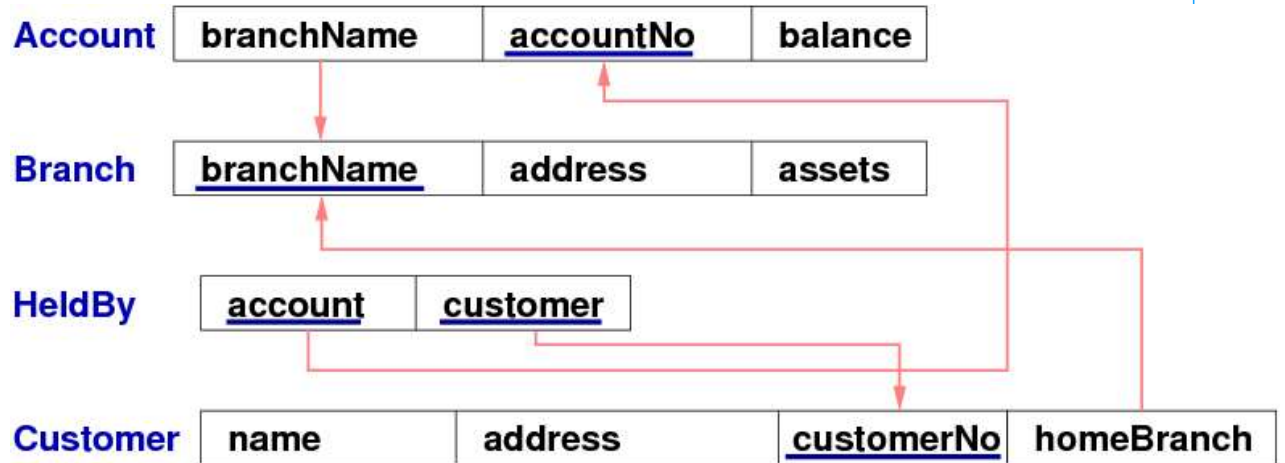 Account branchName accountNo balance
Branch branchName address assets
HeldBy account customer
Customer name address customerNo homeBranch